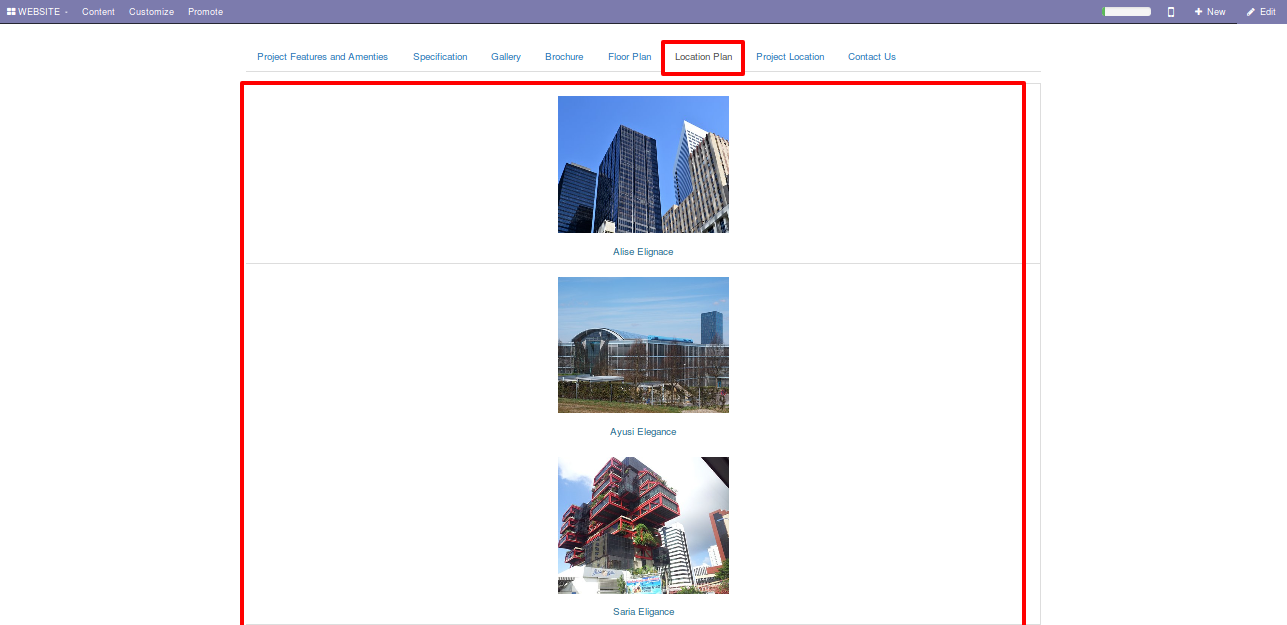 WEBSITE Content Customize Promote New Edit
Project Features and Amenties Specification Gallery Brochure Floor Plan Location Plan Project Location Contact Us
Alise Elignace
Ayusi Elegance
Saria Eligance